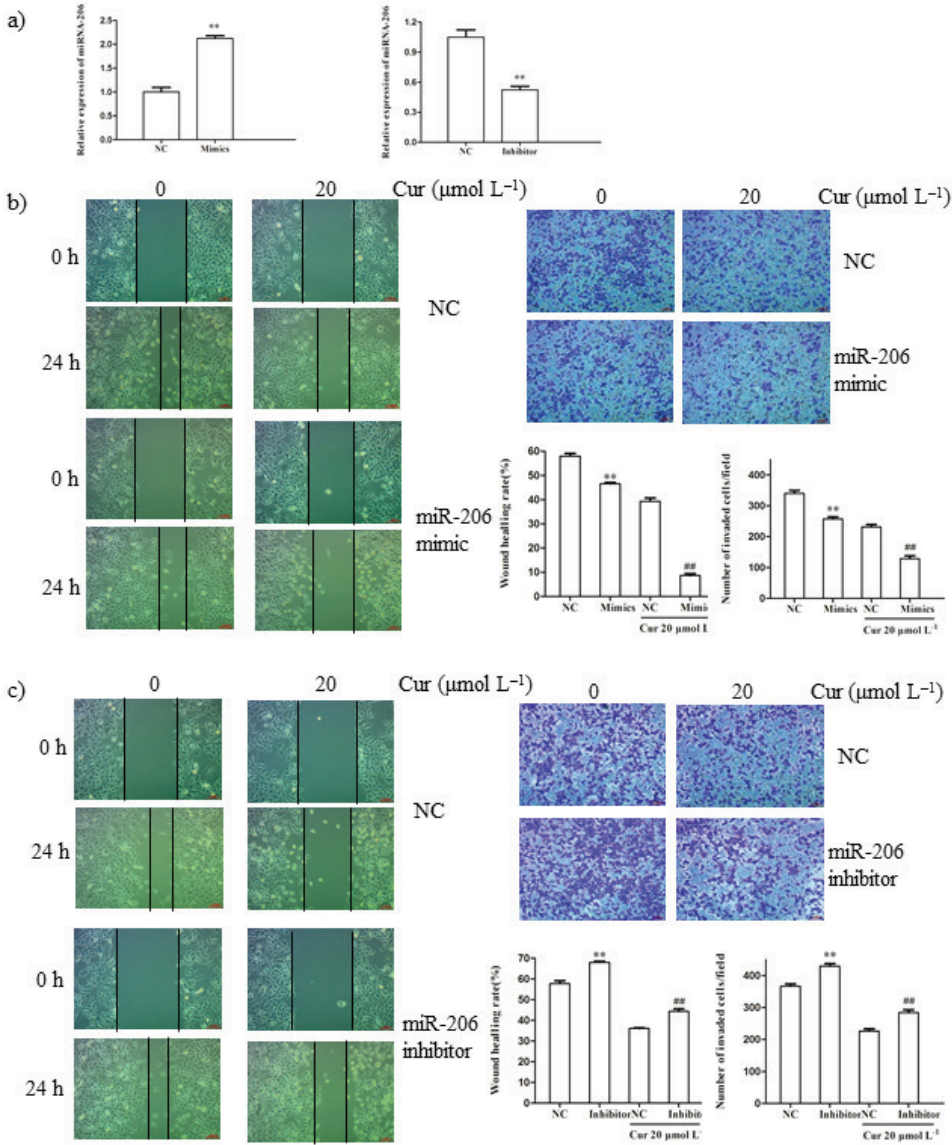 a)
Relative expression of miRNA-206
2.5
2.0
1.5
1.0
0.5
0.0
**
NC
Mimics
Relative expression of miRNA-206
1.2
0.9
0.6
0.3
0.0
**
NC
Inhibitor
b)
0
20
Cur (μmol L⁻¹)
0 h
24 h
NC
0 h
24 h
miR-206
mimic
0
20
Cur (μmol L⁻¹)
NC
miR-206
mimic
Wound healling rate(%)
60
50
40
30
20
10
0
**
##
NC
Mimics
NC
Mimi
Cur 20 μmol L
Number of invaded cells/field
400
300
200
100
0
**
##
NC
Mimics
NC
Mimics
Cur 20 μmol L⁻¹
c)
0
20
Cur (μmol L⁻¹)
0 h
24 h
NC
0 h
24 h
miR-206
inhibitor
0
20
Cur (μmol L⁻¹)
NC
miR-206
inhibitor
Wound healling rate(%)
70
60
50
40
30
20
10
0
**
##
NC
Inhibitor
NC
Inhibito
Cur 20 μmol L⁻
Number of invaded cells/field
400
300
200
100
0
**
##
NC
Inhibitor
NC
Inhibitor
Cur 20 μmol L⁻¹